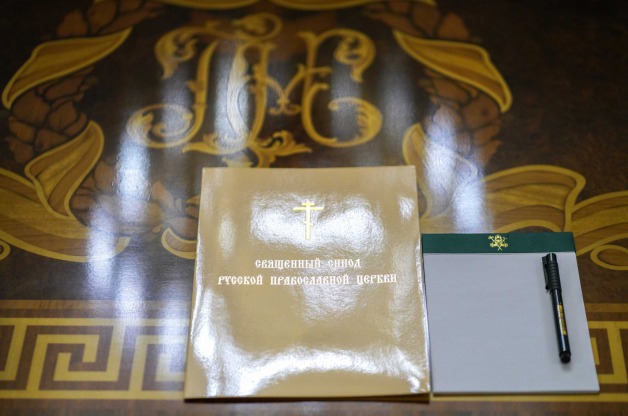 СВЯЩЕННЫЙ СИНОД
РУССКОЙ ПРАВОСЛАВНОЙ ЦЕРКВИ